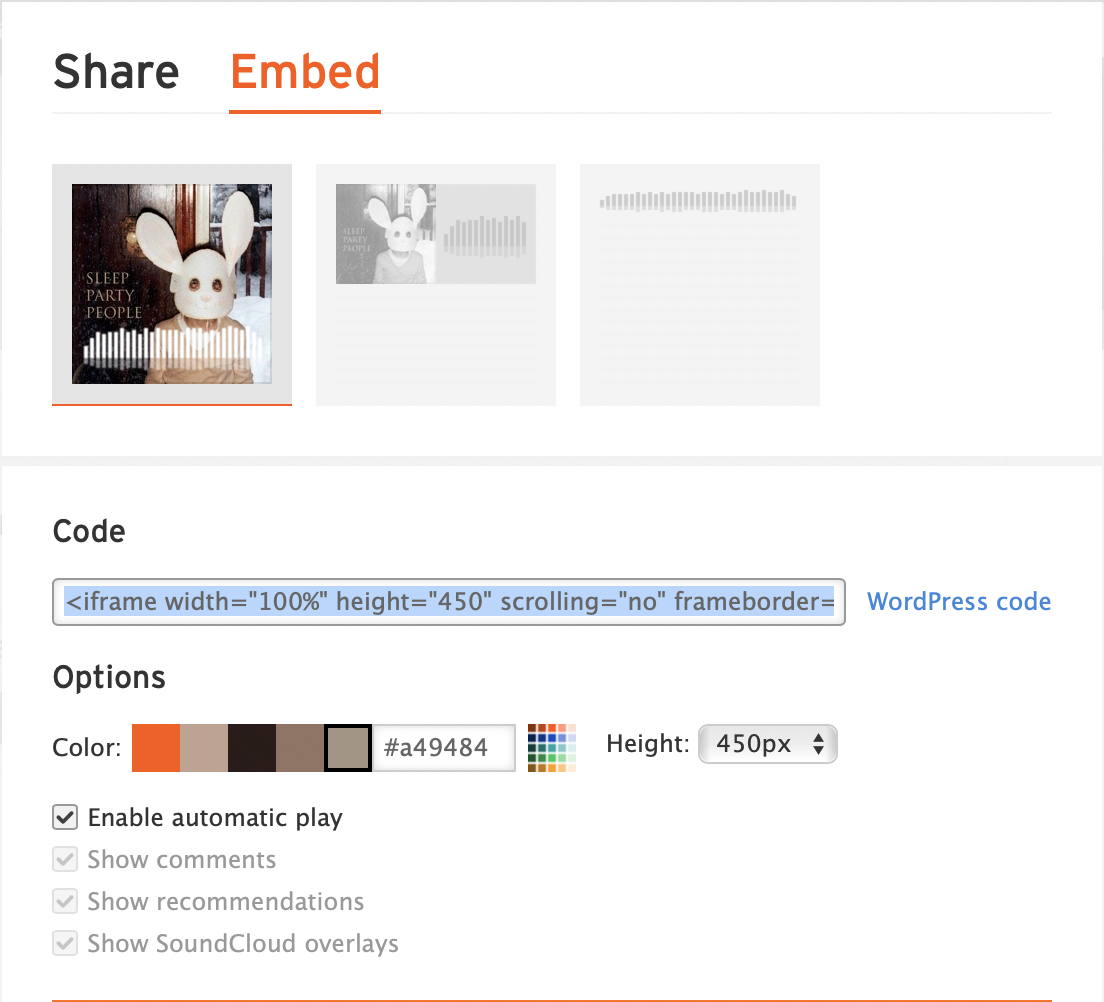 Share Embed
SLEEP
PARTY
PEOPLE
SLEEP
PARTY
PEOPLE
Code
<iframe width="100%" height="450" scrolling="no" frameborder=
WordPress code
Options
Color: #a49484 Height: 450px
Enable automatic play
Show comments
Show recommendations
Show SoundCloud overlays